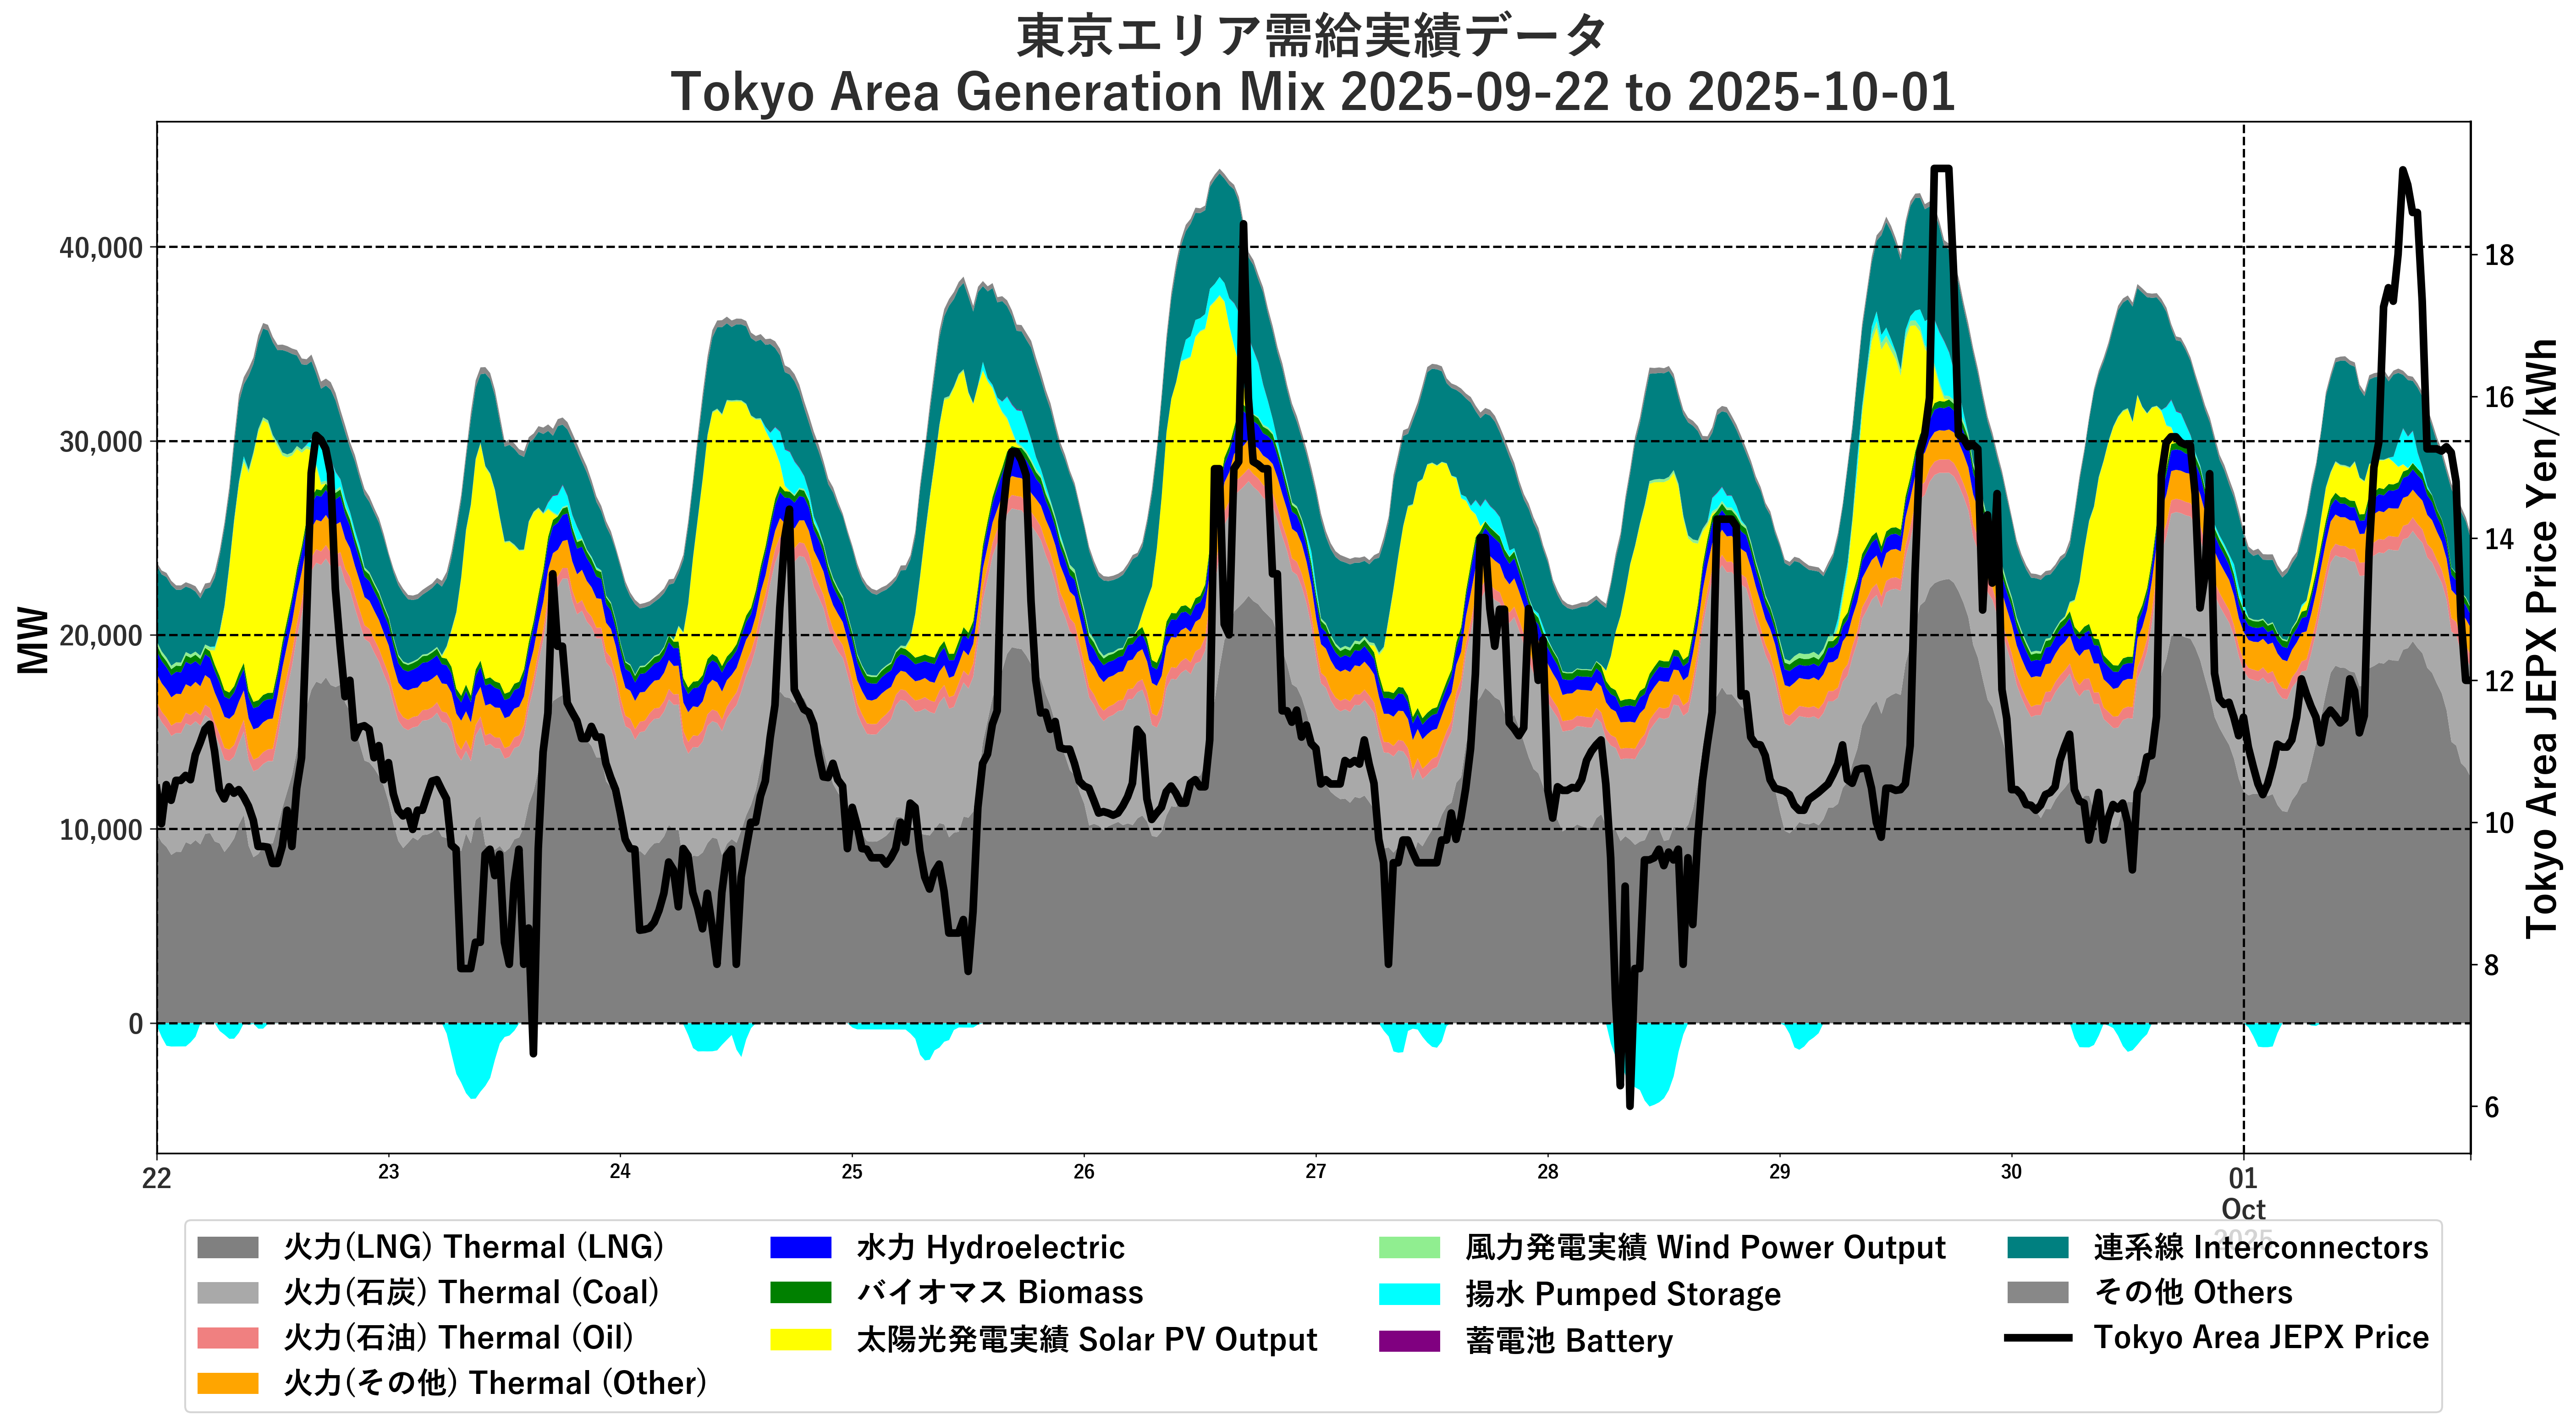 東京エリア需給実績データ
Tokyo Area Generation Mix 2025-09-22 to 2025-10-01
MW
40,000
30,000
20,000
10,000
0
18
16
14
12
10
8
6
Tokyo Area JEPX Price Yen/kWh
22 23 24 25 26 27 28 29 30 01
Oct
2025
火力(LNG) Thermal (LNG)
火力(石炭) Thermal (Coal)
火力(石油) Thermal (Oil)
火力(その他) Thermal (Other)
水力 Hydroelectric
バイオマス Biomass
太陽光発電実績 Solar PV Output
風力発電実績 Wind Power Output
揚水 Pumped Storage
蓄電池 Battery
連系線 Interconnectors
その他 Others
Tokyo Area JEPX Price